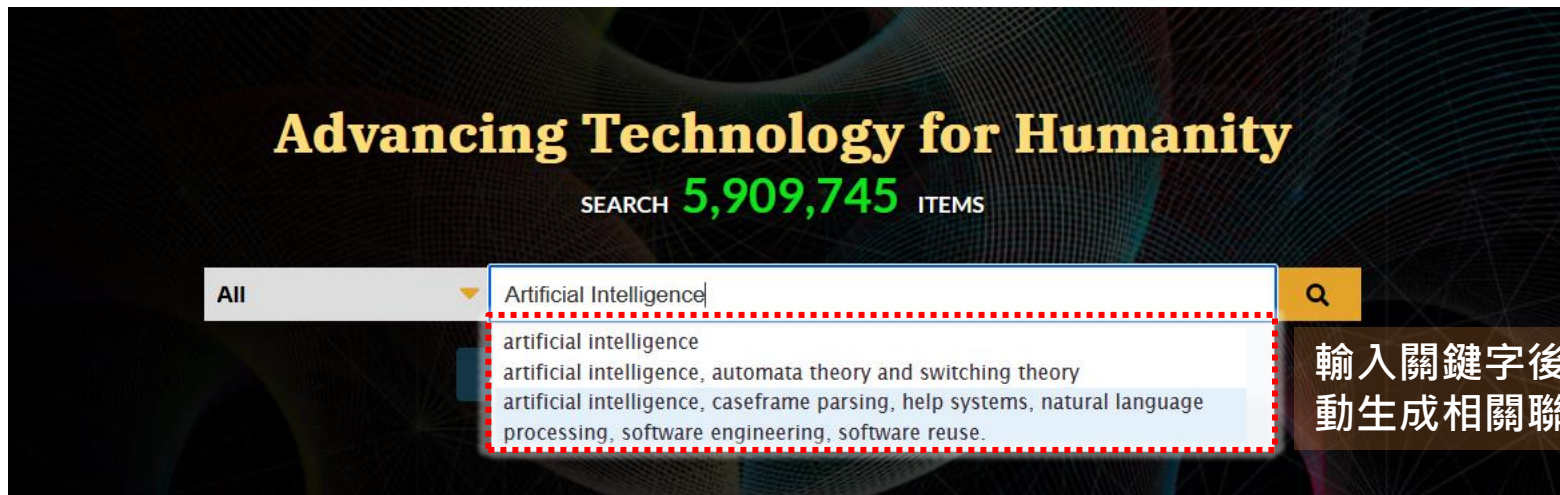 Advancing Technology for Humanity
SEARCH 5,909,745 ITEMS
All
Artificial Intelligence
artificial intelligence
artificial intelligence, automata theory and switching theory
artificial intelligence, caseframe parsing, help systems, natural language
processing, software engineering, software reuse.
輸入關鍵字後
動生成相關聯